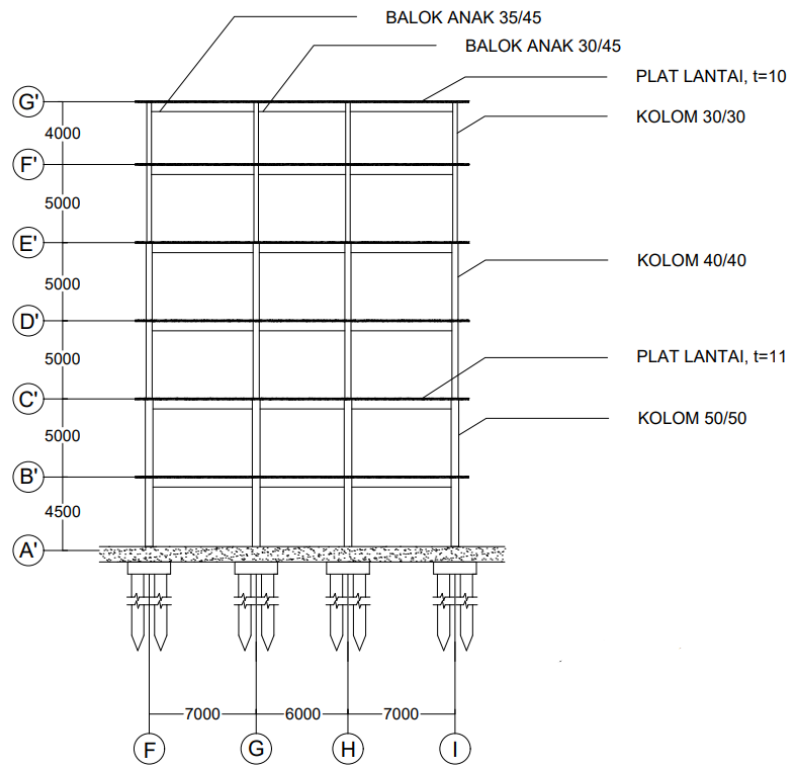 BALOK ANAK 35/45
BALOK ANAK 30/45
PLAT LANTAI, t=10
G'
KOLOM 30/30
4000
F'
5000
E'
KOLOM 40/40
5000
D'
PLAT LANTAI, t=11
5000
C'
KOLOM 50/50
5000
B'
4500
A'
7000 6000 7000
F G H I